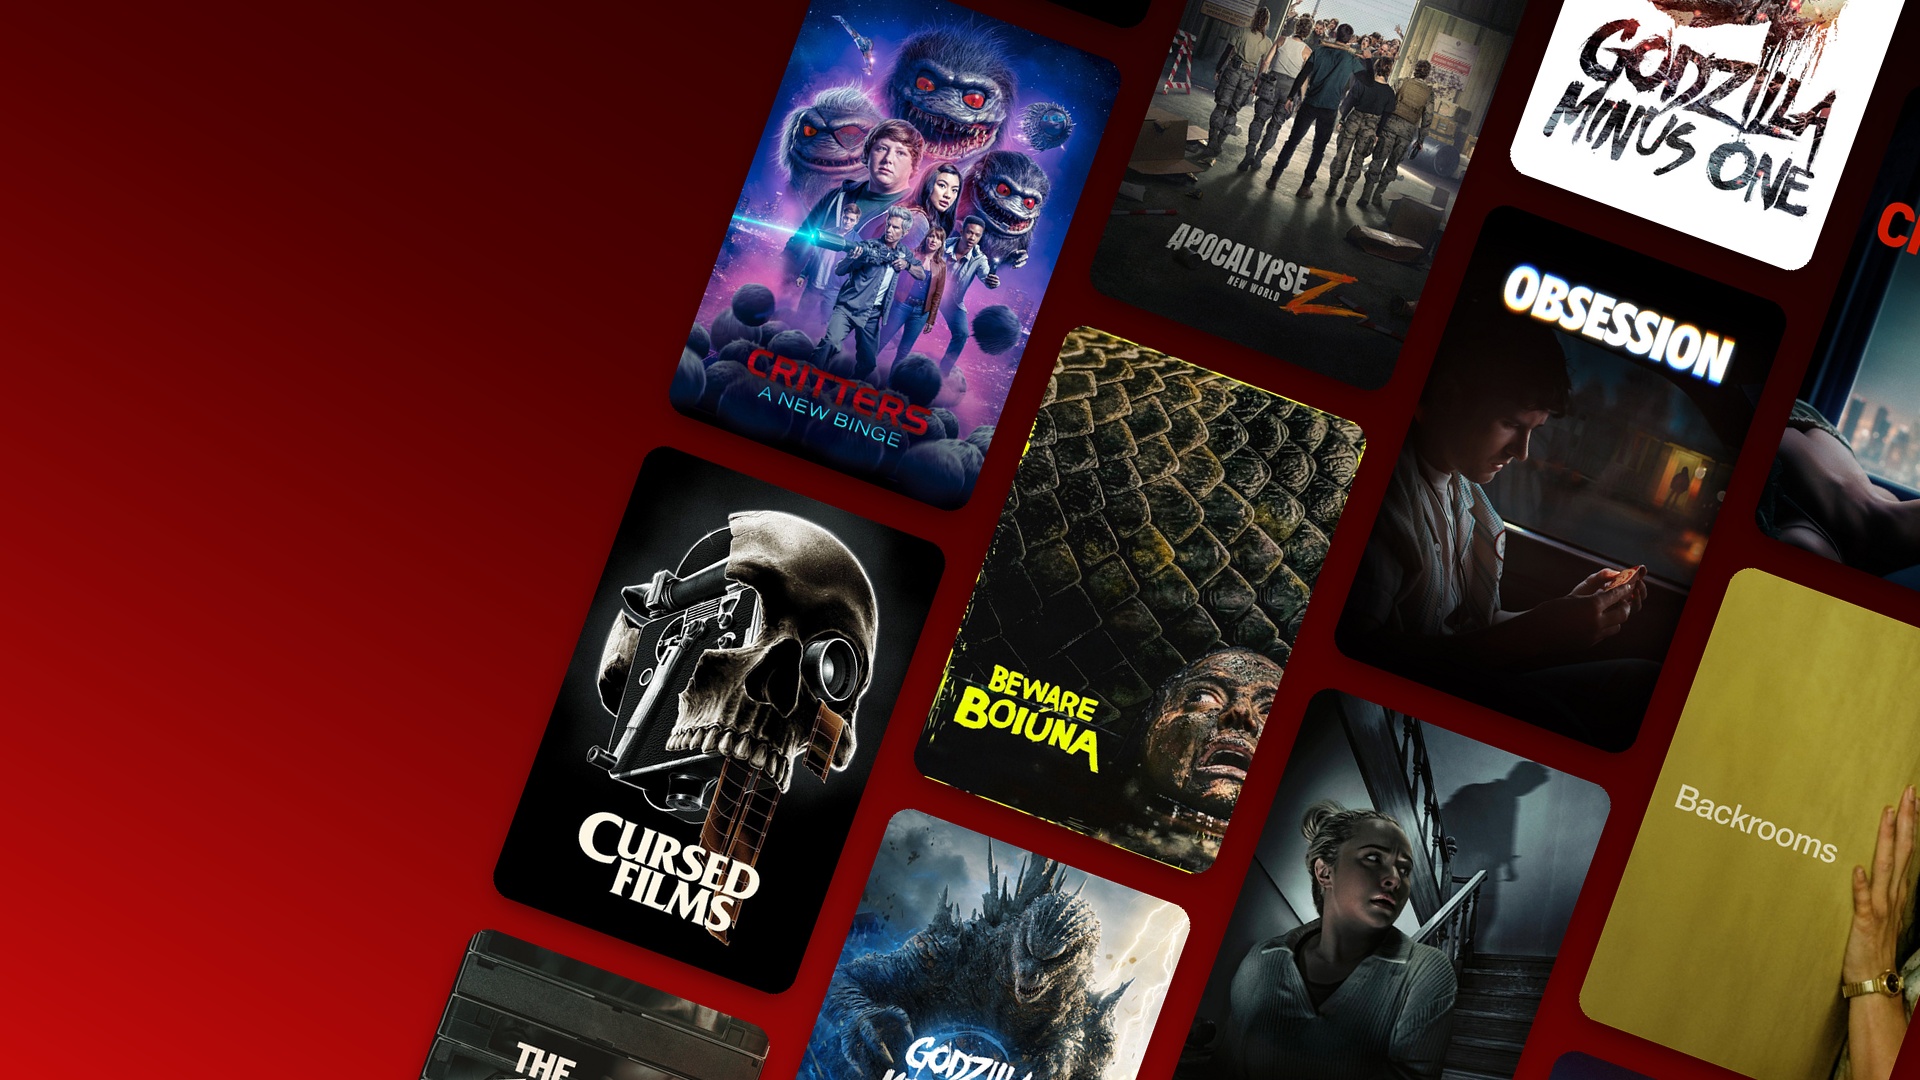 CRITTERS
A NEW BINGE
APOCALYPSE Z
NEW WORLD
GODZILLA
MINUS ONE
OBSESSION
CURSED
FILMS
BEWARE
BOIÚNA
Backrooms
THE
GODZILLA